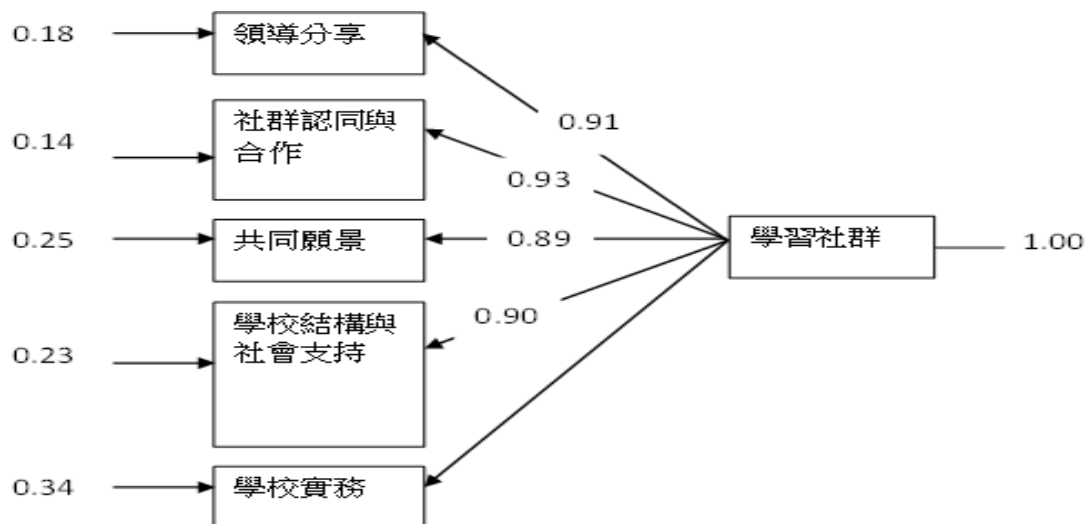 0.18
領導分享
0.91
0.14
社群認同與
合作
0.93
0.25
共同願景
0.89
學習社群
1.00
0.23
學校結構與
社會支持
0.90
0.34
學校實務